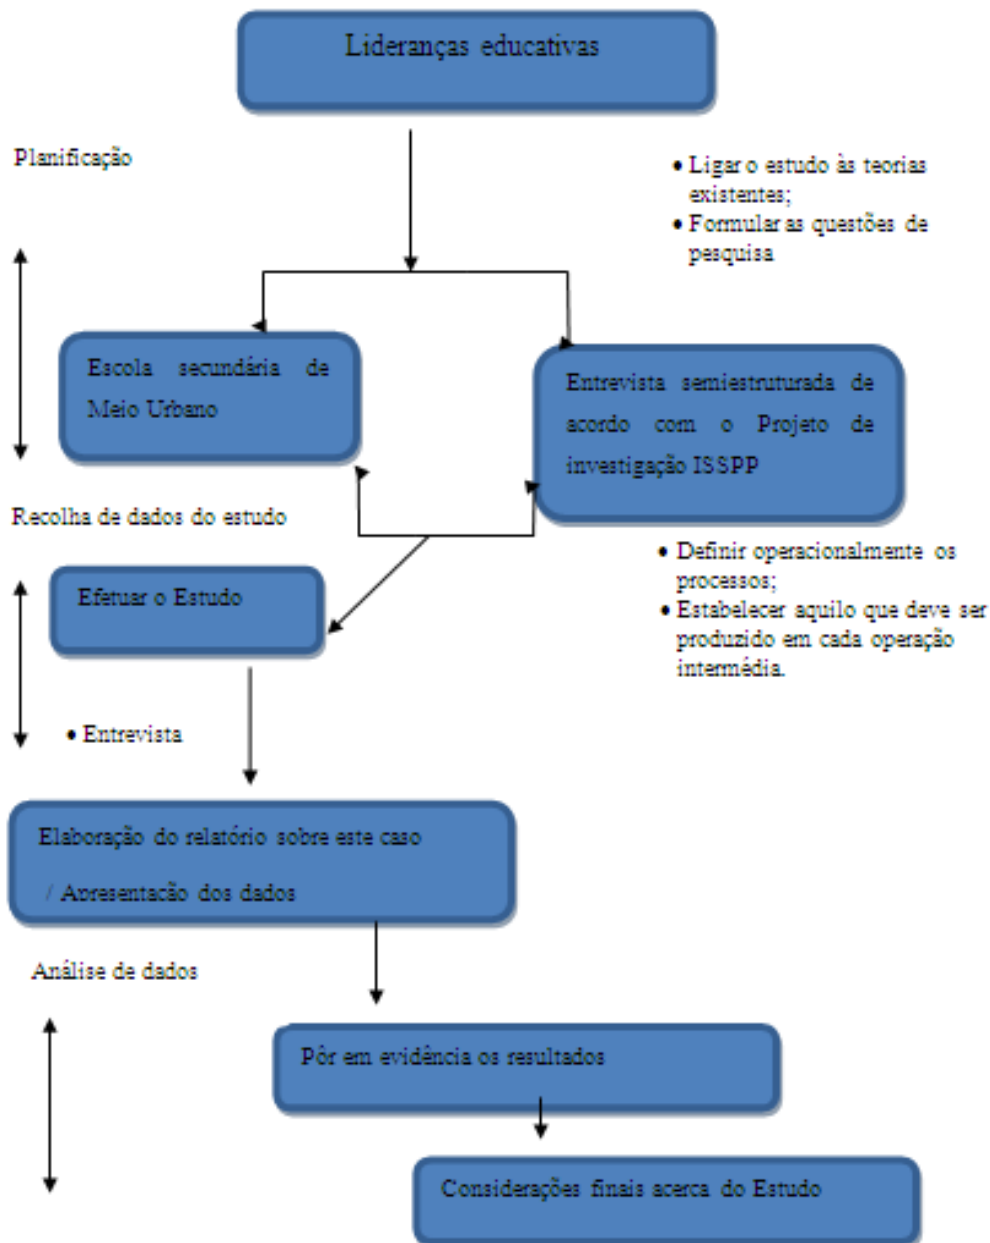 Lideranças educativas
Planificação
• Ligar o estudo às teorias
existentes;
• Formular as questões de
pesquisa
Escola secundária de
Meio Urbano
Entrevista semiestruturada de
acordo com o Projeto de
investigação ISSPP
Recolha de dados do estudo
• Definir operacionalmente os
processos;
• Estabelecer aquilo que deve ser
produzido em cada operação
intermédia.
Efetuar o Estudo
• Entrevista
Elaboração do relatório sobre este caso
/ Apresentação dos dados
Análise de dados
Pôr em evidência os resultados
Considerações finais acerca do Estudo